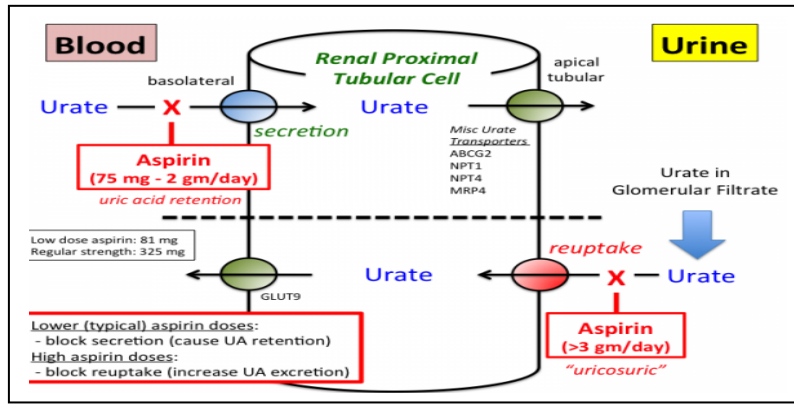 Blood
Renal Proximal
Tubular Cell
Urine
basolateral
apical
tubular
Urate
X
Urate
secretion
Misc Urate
Transporters
ABCG2
NPT1
NPT4
MRP4
Aspirin
(75 mg - 2 gm/day)
uric acid retention
Urate in
Glomerular Filtrate
Low dose aspirin: 81 mg
Regular strength: 325 mg
reuptake
Urate
X
Urate
GLUT9
Lower (typical) aspirin doses:
- block secretion (cause UA retention)
High aspirin doses:
- block reuptake (increase UA excretion)
Aspirin
(>3 gm/day)
"uricosuric"